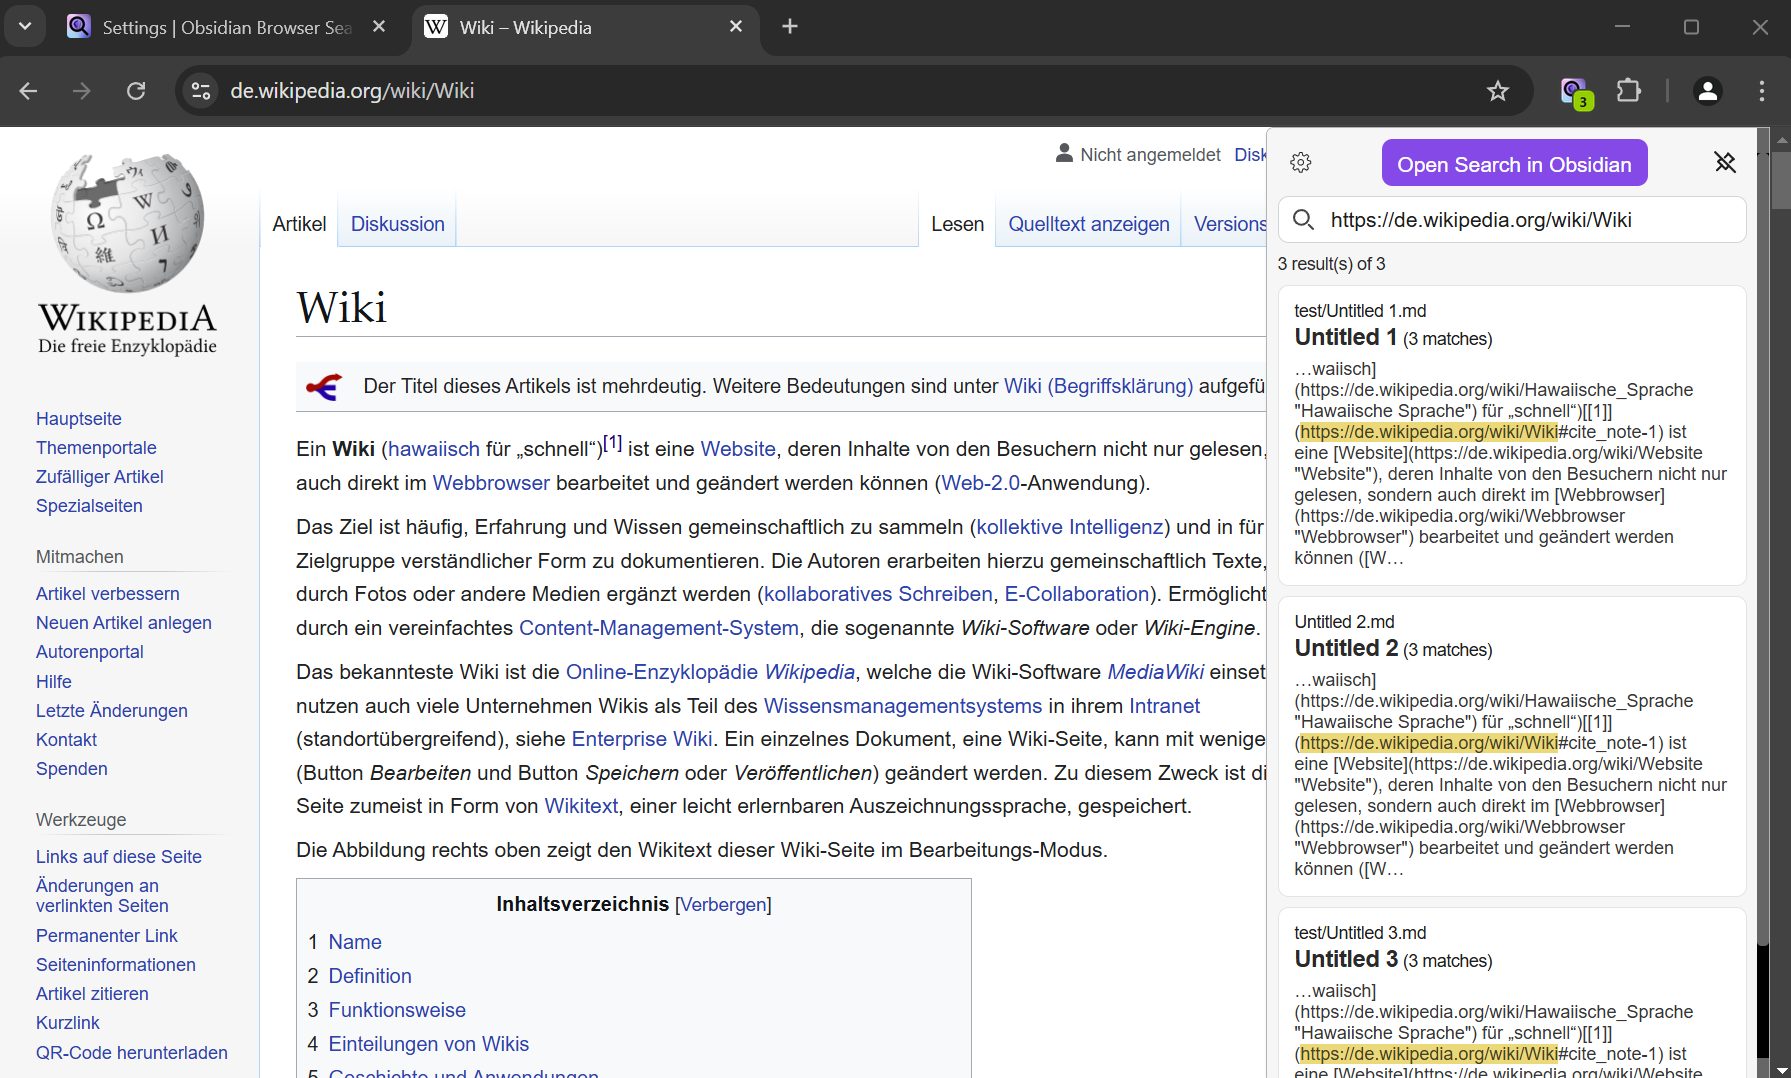 Settings | Obsidian Browser Sea
Wiki – Wikipedia
de.wikipedia.org/wiki/Wiki
3
WIKIPEDIA
Die freie Enzyklopädie
Hauptseite
Themenportale
Zufälliger Artikel
Spezialseiten
Mitmachen
Artikel verbessern
Neuen Artikel anlegen
Autorenportal
Hilfe
Letzte Änderungen
Kontakt
Spenden
Werkzeuge
Links auf diese Seite
Änderungen an
verlinkten Seiten
Permanenter Link
Seiteninformationen
Artikel zitieren
Kurzlink
QR-Code herunterladen
Nicht angemeldet Disk
Artikel Diskussion Lesen Quelltext anzeigen Versions
Wiki
Der Titel dieses Artikels ist mehrdeutig. Weitere Bedeutungen sind unter Wiki (Begriffsklärung) aufgefü
Ein Wiki (hawaiisch für „schnell“)[1] ist eine Website, deren Inhalte von den Besuchern nicht nur gelesen,
auch direkt im Webbrowser bearbeitet und geändert werden können (Web-2.0-Anwendung).
Das Ziel ist häufig, Erfahrung und Wissen gemeinschaftlich zu sammeln (kollektive Intelligenz) und in für
Zielgruppe verständlicher Form zu dokumentieren. Die Autoren erarbeiten hierzu gemeinschaftlich Texte,
durch Fotos oder andere Medien ergänzt werden (kollaboratives Schreiben, E-Collaboration). Ermöglicht
durch ein vereinfachtes Content-Management-System, die sogenannte Wiki-Software oder Wiki-Engine.
Das bekannteste Wiki ist die Online-Enzyklopädie Wikipedia, welche die Wiki-Software MediaWiki einset
nutzen auch viele Unternehmen Wikis als Teil des Wissensmanagementsystems in ihrem Intranet
(standortübergreifend), siehe Enterprise Wiki. Ein einzelnes Dokument, eine Wiki-Seite, kann mit wenige
(Button Bearbeiten und Button Speichern oder Veröffentlichen) geändert werden. Zu diesem Zweck ist di
Seite zumeist in Form von Wikitext, einer leicht erlernbaren Auszeichnungssprache, gespeichert.
Die Abbildung rechts oben zeigt den Wikitext dieser Wiki-Seite im Bearbeitungs-Modus.
Inhaltsverzeichnis [Verbergen]
1 Name
2 Definition
3 Funktionsweise
4 Einteilungen von Wikis
5 Geschichte und Anwendungen
Open Search in Obsidian
https://de.wikipedia.org/wiki/Wiki
3 result(s) of 3
test/Untitled 1.md
Untitled 1 (3 matches)
…waiisch]
(https://de.wikipedia.org/wiki/Hawaiische_Sprache
"Hawaiische Sprache") für „schnell“)[[1]]
(https://de.wikipedia.org/wiki/Wiki#cite_note-1) ist
eine [Website](https://de.wikipedia.org/wiki/Website
"Website"), deren Inhalte von den Besuchern nicht nur
gelesen, sondern auch direkt im [Webbrowser]
(https://de.wikipedia.org/wiki/Webbrowser
"Webbrowser") bearbeitet und geändert werden
können ([W…
Untitled 2.md
Untitled 2 (3 matches)
…waiisch]
(https://de.wikipedia.org/wiki/Hawaiische_Sprache
"Hawaiische Sprache") für „schnell“)[[1]]
(https://de.wikipedia.org/wiki/Wiki#cite_note-1) ist
eine [Website](https://de.wikipedia.org/wiki/Website
"Website"), deren Inhalte von den Besuchern nicht nur
gelesen, sondern auch direkt im [Webbrowser]
(https://de.wikipedia.org/wiki/Webbrowser
"Webbrowser") bearbeitet und geändert werden
können ([W…
test/Untitled 3.md
Untitled 3 (3 matches)
…waiisch]
(https://de.wikipedia.org/wiki/Hawaiische_Sprache
"Hawaiische Sprache") für „schnell“)[[1]]
(https://de.wikipedia.org/wiki/Wiki#cite_note-1) ist
eine [Website](https://de.wikipedia.org/wiki/Website